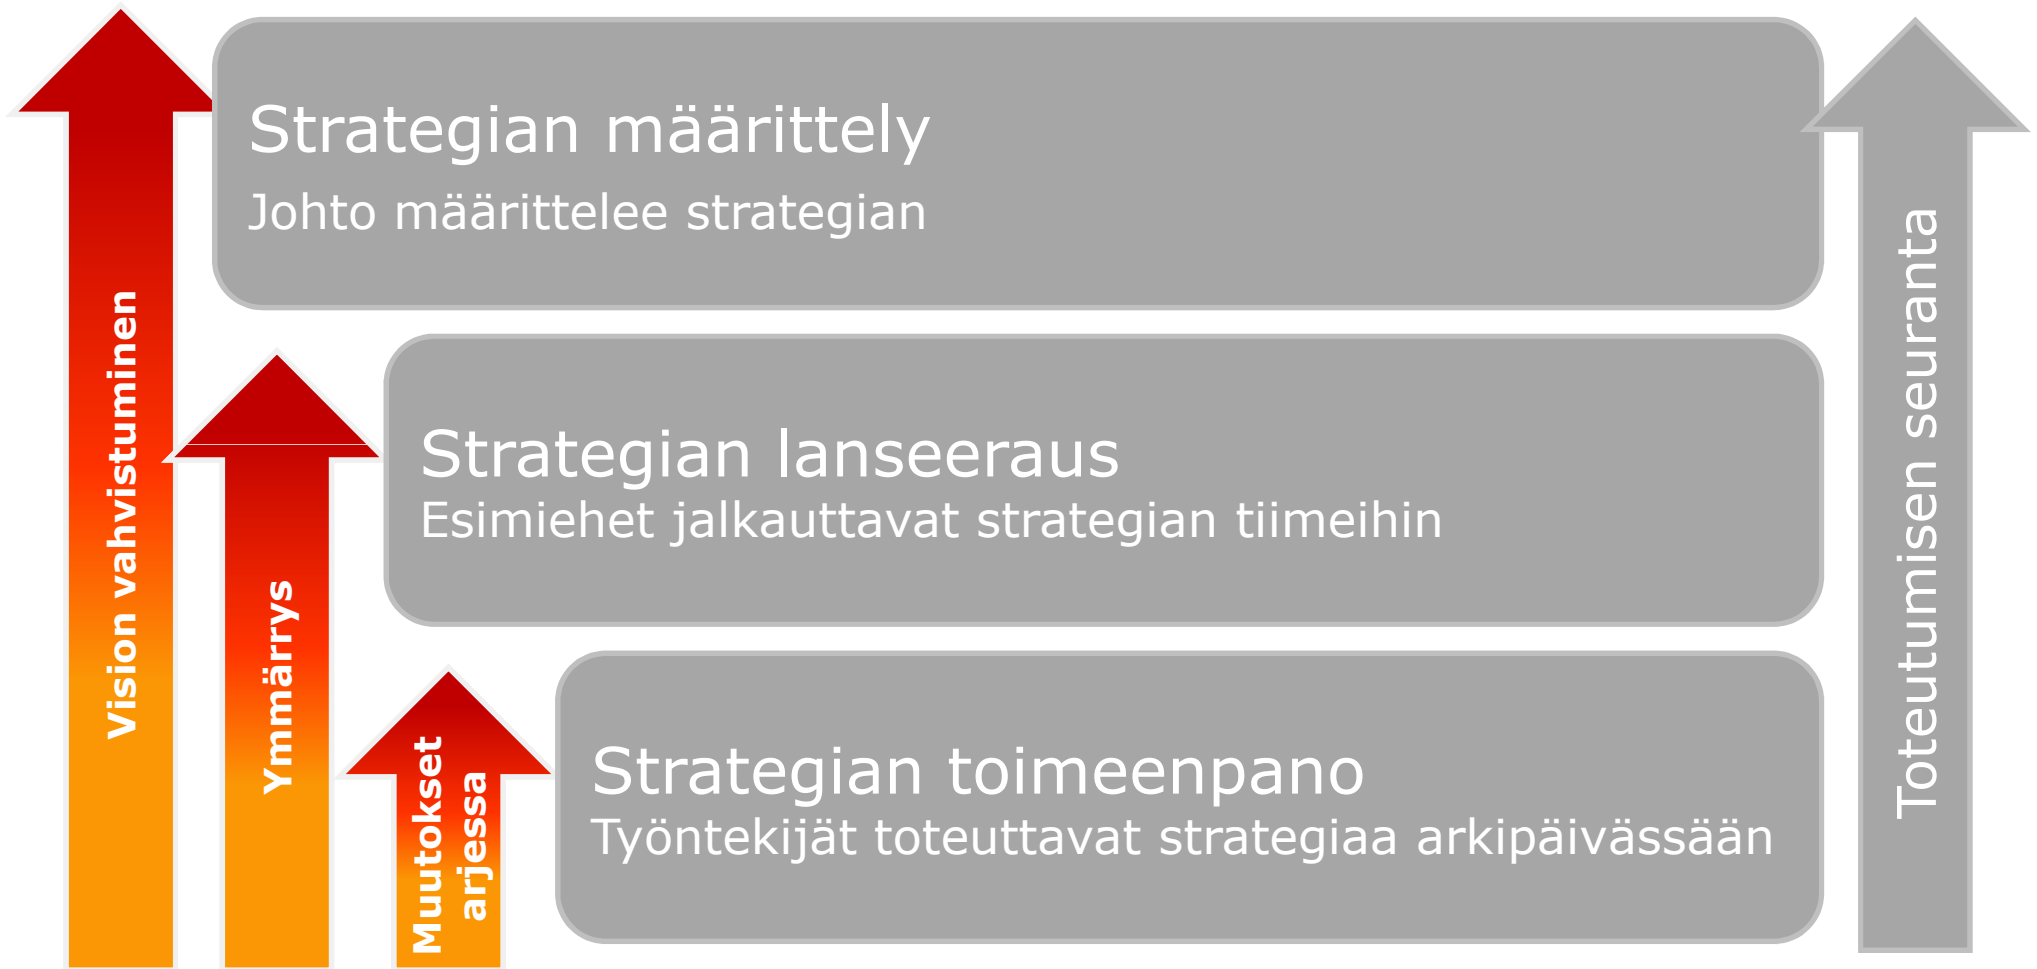 Strategian määrittely
Johto määrittelee strategian
Strategian lanseeraus
Esimiehet jalkauttavat strategian tiimeihin
Strategian toimeenpano
Työntekijät toteuttavat strategiaa arkipäivässään
Vision vahvistuminen
Ymmärrys
Muutokset
arjessa
Toteutumisen seuranta